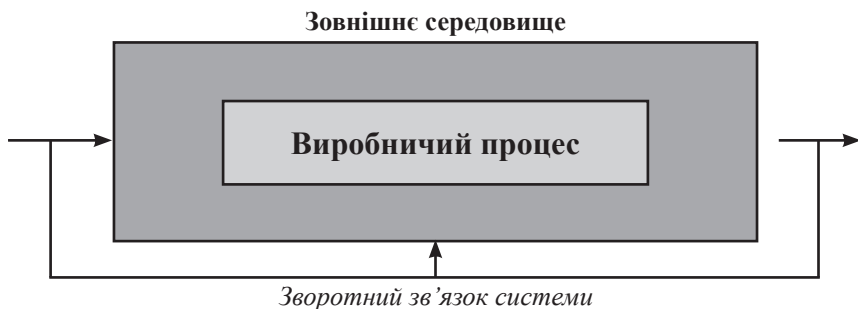 Зовнішнє середовище
Виробничий процес
Зворотний зв’язок системи